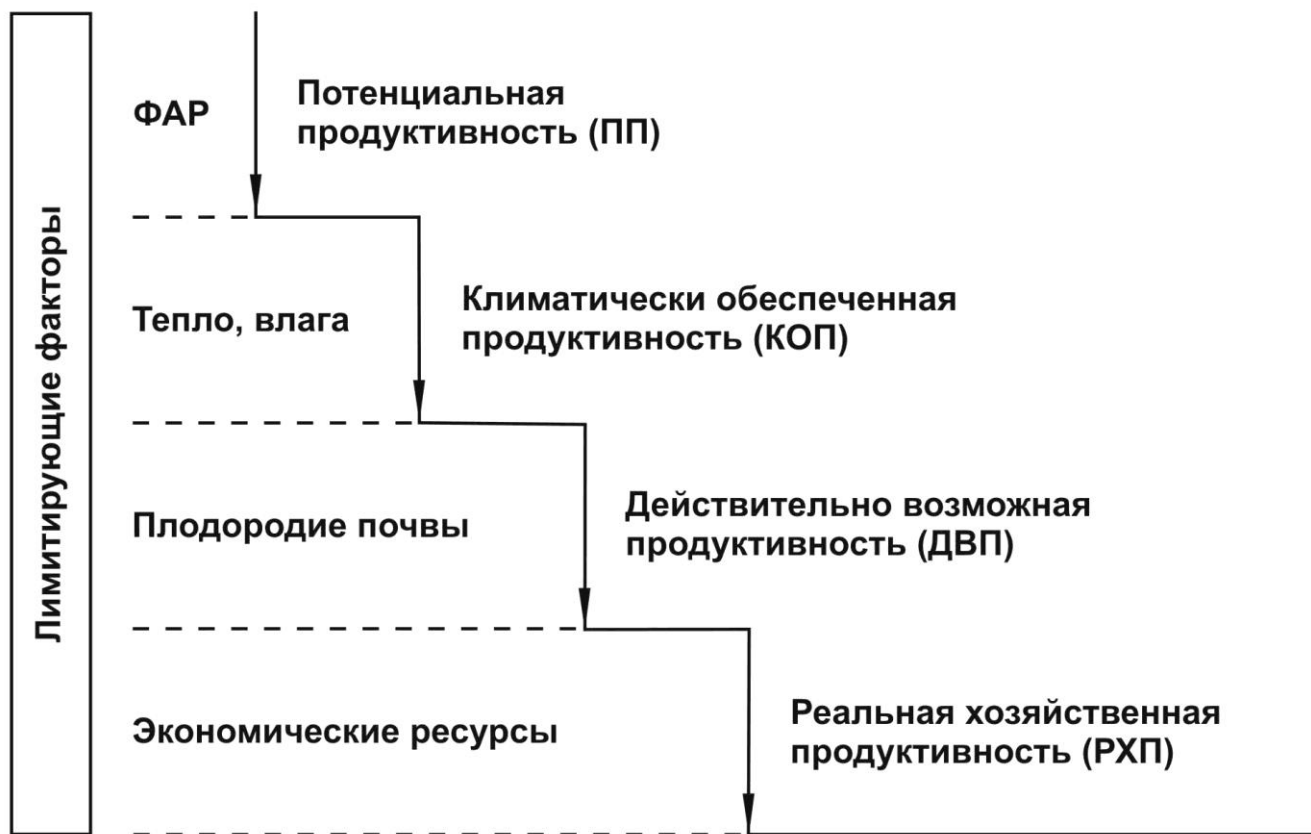 Лимитирующие факторы
ФАР
Потенциальная
продуктивность (ПП)
Тепло, влага
Климатически обеспеченная
продуктивность (КОП)
Плодородие почвы
Действительно возможная
продуктивность (ДВП)
Экономические ресурсы
Реальная хозяйственная
продуктивность (РХП)